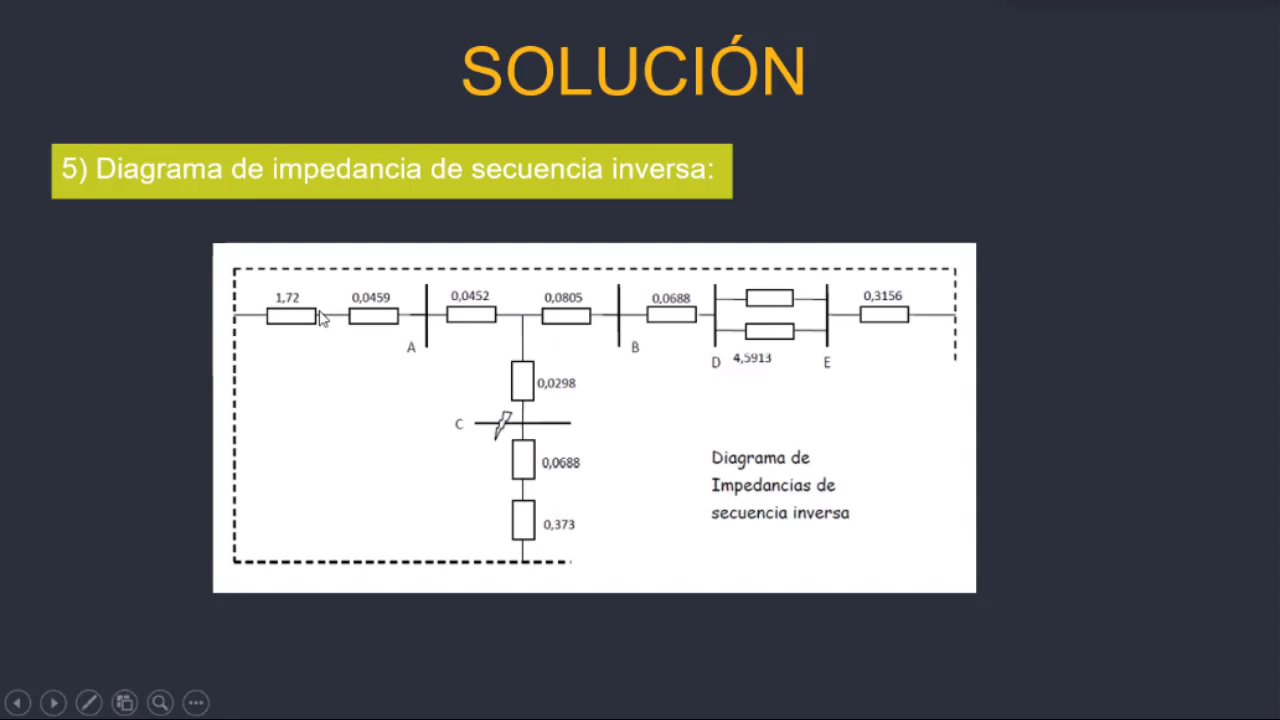 SOLUCIÓN
5) Diagrama de impedancia de secuencia inversa:
1,72
0,0459
0,0452
0,0805
0,0688
0,3156
A
B
D
4,5913
E
0,0298
C
0,0688
0,373
Diagrama de
Impedancias de
secuencia inversa